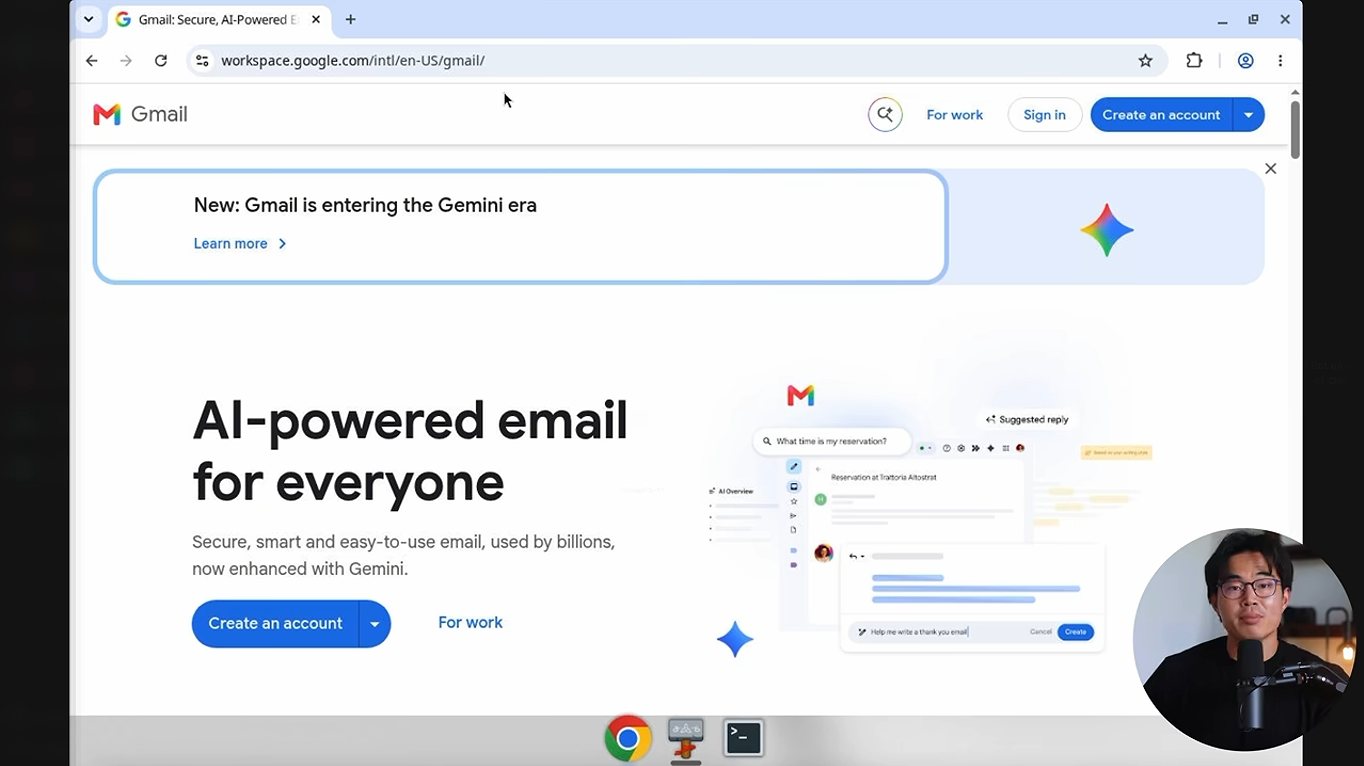 Gmail: Secure, AI-Powered E
workspace.google.com/intl/en-US/gmail/
Gmail
For work
Sign in
Create an account
New: Gmail is entering the Gemini era
Learn more
AI-powered email
for everyone
Secure, smart and easy-to-use email, used by billions,
now enhanced with Gemini.
Create an account
For work
Suggested reply
What time is my reservation?
Reservation at Trattoria Altostrat
AI Overview
H
Help me write a thank you email
Cancel
Create
>_